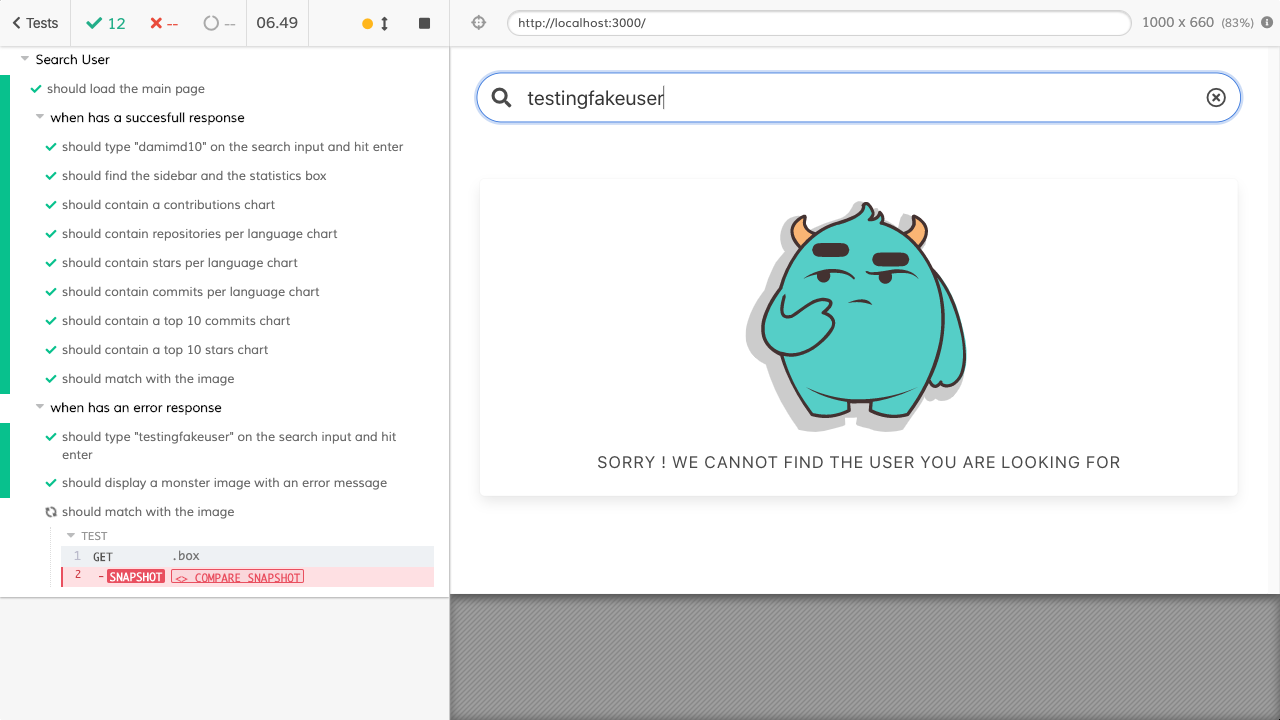 Tests
12
--
--
06.49
http://localhost:3000/
1000 x 660 (83%)
Search User
should load the main page
when has a succesfull response
should type "damimd10" on the search input and hit enter
should find the sidebar and the statistics box
should contain a contributions chart
should contain repositories per language chart
should contain stars per language chart
should contain commits per language chart
should contain a top 10 commits chart
should contain a top 10 stars chart
should match with the image
when has an error response
should type "testingfakeuser" on the search input and hit
enter
should display a monster image with an error message
should match with the image
TEST
1 GET .box
2 - SNAPSHOT <> COMPARE SNAPSHOT
testingfakeuser
SORRY ! WE CANNOT FIND THE USER YOU ARE LOOKING FOR